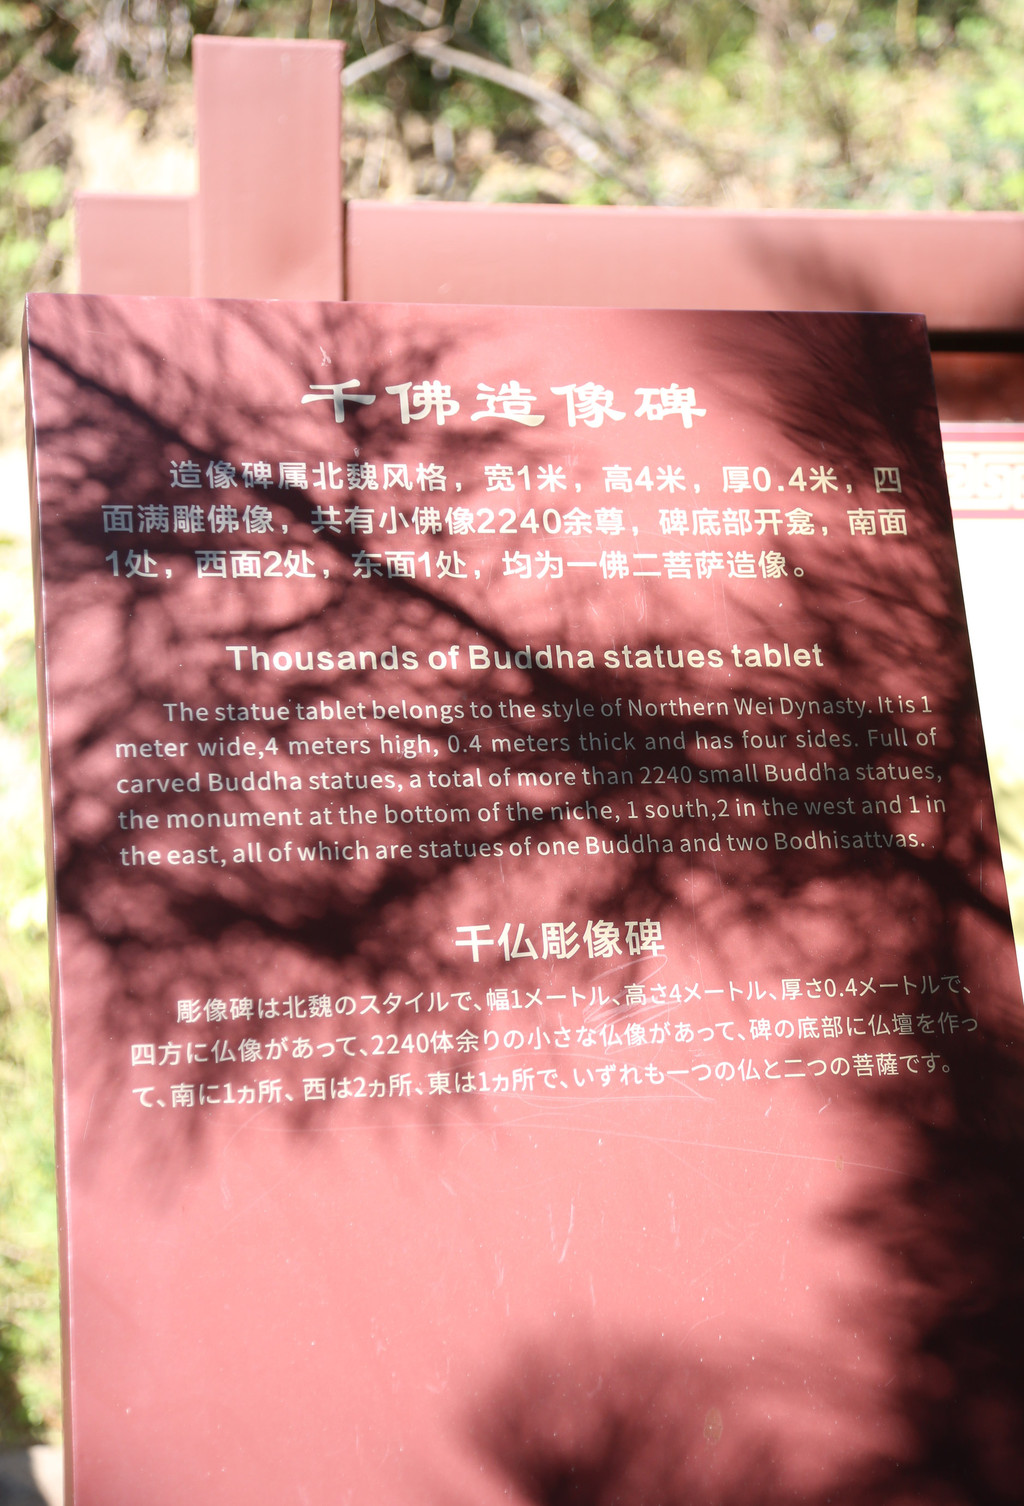 千佛造像碑
造像碑属北魏风格，宽1米，高4米，厚0.4米，四
面满雕佛像，共有小佛像2240余尊，碑底部开龛，南面
1处，西面2处，东面1处，均为一佛二菩萨造像。
Thousands of Buddha statues tablet
The statue tablet belongs to the style of Northern Wei Dynasty. It is 1
meter wide,4 meters high, 0.4 meters thick and has four sides. Full of
carved Buddha statues, a total of more than 2240 small Buddha statues,
the monument at the bottom of the niche, 1 south,2 in the west and 1 in
the east, all of which are statues of one Buddha and two Bodhisattvas. .
千仏彫像碑
彫像碑は北魏のスタイルで、幅1メートル、高さ4メートル、厚さ0.4メートルで、
四方に仏像があって、2240体余りの小さな仏像があって、碑の底部に仏壇を作っ
て、南に1ヵ所、西は2ヵ所、東は1ヵ所で、いずれも一つの仏と二つの菩薩です。